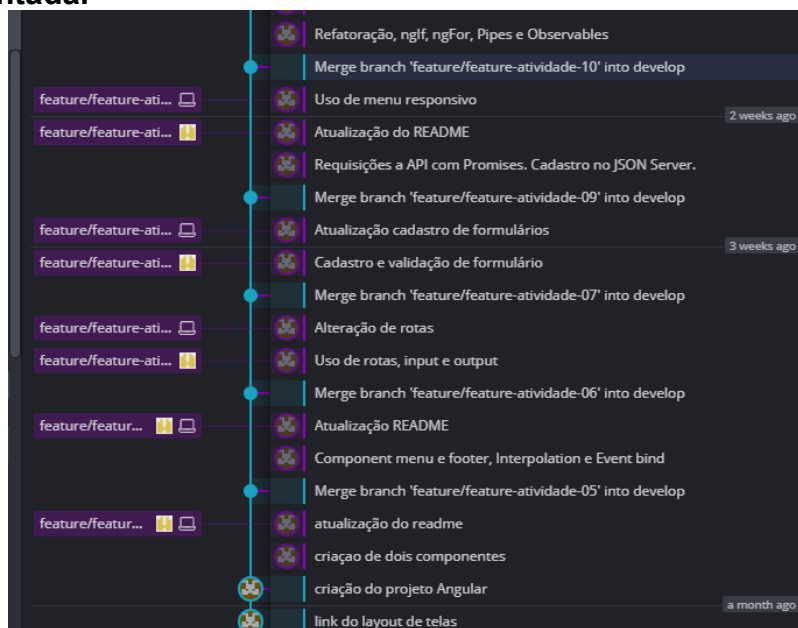 Refatoração, ngIf, ngFor, Pipes e Observables
Merge branch 'feature/feature-atividade-10' into develop
feature/feature-ati... Uso de menu responsivo
2 weeks ago
feature/feature-ati... Atualização do README
Requisições a API com Promises. Cadastro no JSON Server.
Merge branch 'feature/feature-atividade-09' into develop
feature/feature-ati... Atualização cadastro de formulários
3 weeks ago
feature/feature-ati... Cadastro e validação de formulário
Merge branch 'feature/feature-atividade-07' into develop
feature/feature-ati... Alteração de rotas
feature/feature-ati... Uso de rotas, input e output
Merge branch 'feature/feature-atividade-06' into develop
feature/featur... Atualização README
Component menu e footer, Interpolation e Event bind
Merge branch 'feature/feature-atividade-05' into develop
feature/featur... atualização do readme
criaçao de dois componentes
criação do projeto Angular
a month ago
link do layout de telas